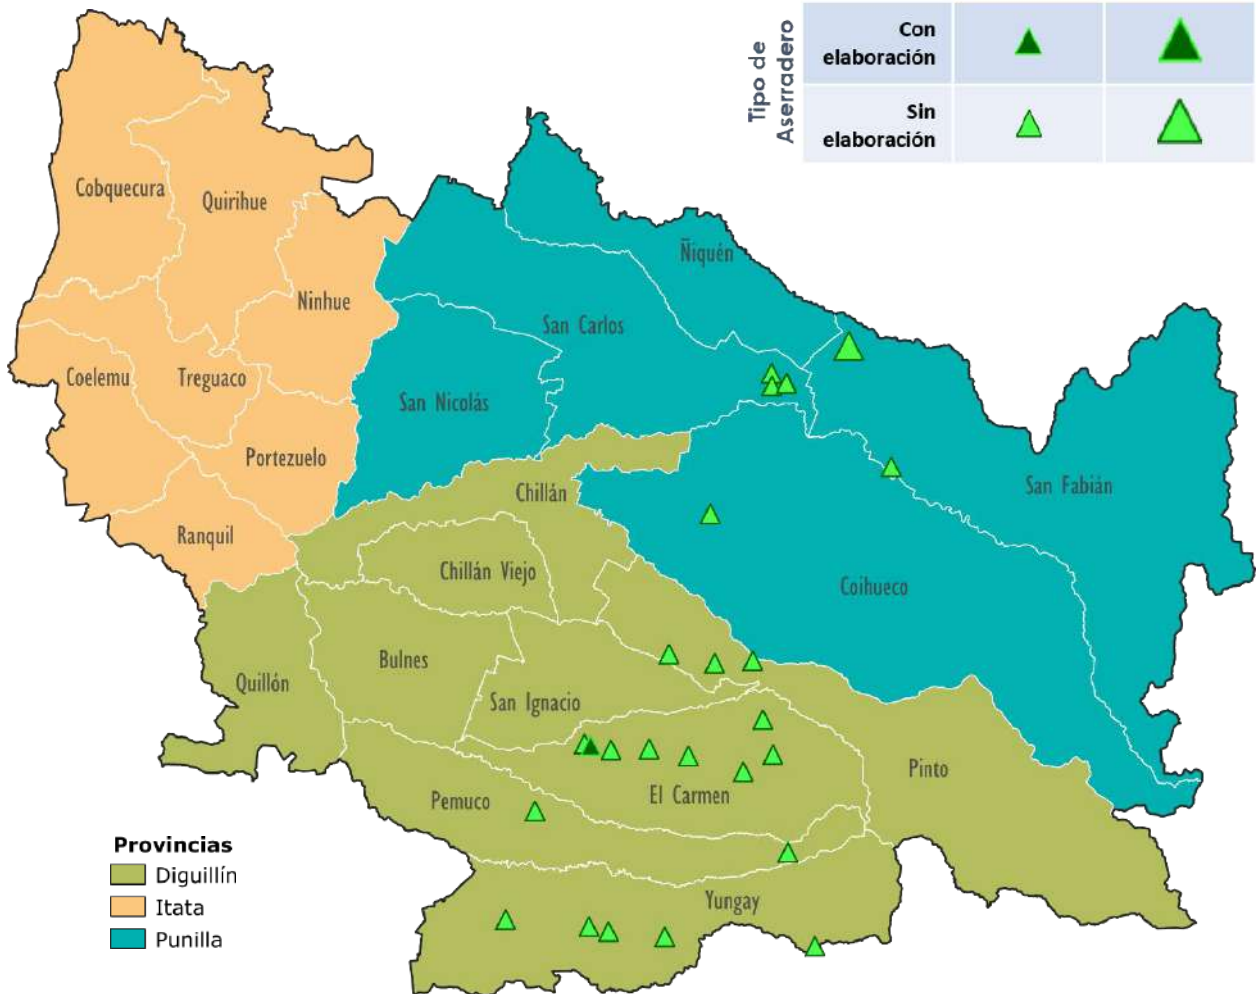 Tipo de
Aserradero
Con
elaboración
Sin
elaboración
Cobquecura
Quirihue
Ñiquén
Ninhue
San Carlos
Coelemu
Treguaco
San Nicolás
Portezuelo
Chillán
San Fabián
Ranquil
Chillán Viejo
Coihueco
Bulnes
Quillón
San Ignacio
Pinto
El Carmen
Pemuco
Yungay
Provincias
Diguillín
Itata
Punilla